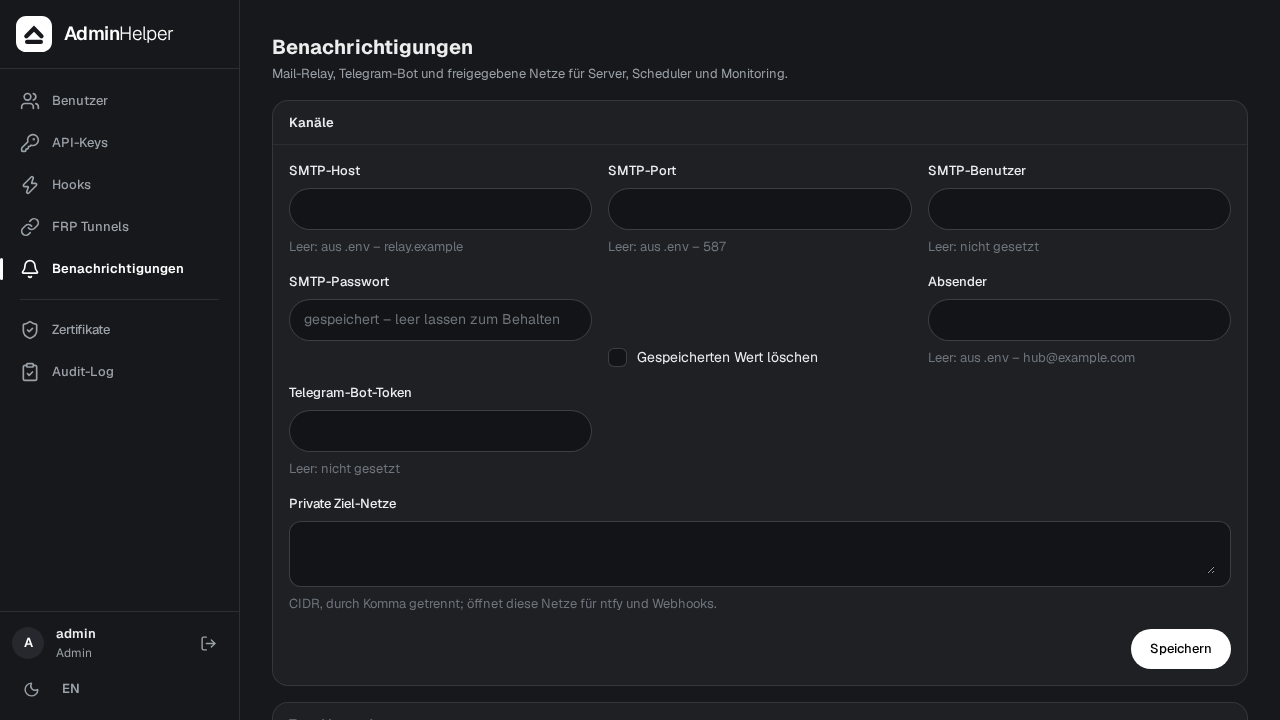 AdminHelper
Benutzer
API-Keys
Hooks
FRP Tunnels
Benachrichtigungen
Zertifikate
Audit-Log
A
admin
Admin
EN
Benachrichtigungen
Mail-Relay, Telegram-Bot und freigegebene Netze für Server, Scheduler und Monitoring.
Kanäle
SMTP-Host
SMTP-Port
SMTP-Benutzer
Leer: aus .env – relay.example
Leer: aus .env – 587
Leer: nicht gesetzt
SMTP-Passwort
Absender
gespeichert – leer lassen zum Behalten
Gespeicherten Wert löschen
Leer: aus .env – hub@example.com
Telegram-Bot-Token
Leer: nicht gesetzt
Private Ziel-Netze
CIDR, durch Komma getrennt; öffnet diese Netze für ntfy und Webhooks.
Speichern